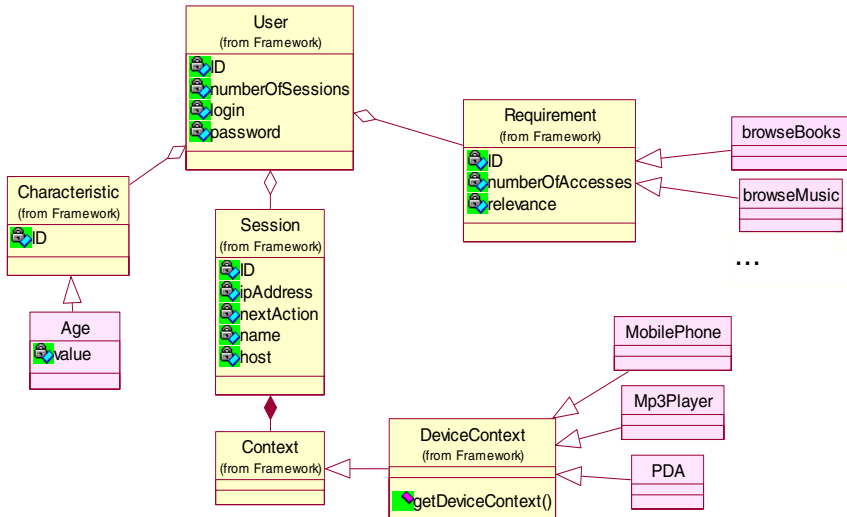 User
(from Framework)
ID
numberOfSessions
login
password
Requirement
(from Framework)
ID
numberOfAccesses
relevance
browseBooks
browseMusic
...
Characteristic
(from Framework)
ID
Age
value
Session
(from Framework)
ID
ipAddress
nextAction
name
host
Context
(from Framework)
DeviceContext
(from Framework)
getDeviceContext()
MobilePhone
Mp3Player
PDA